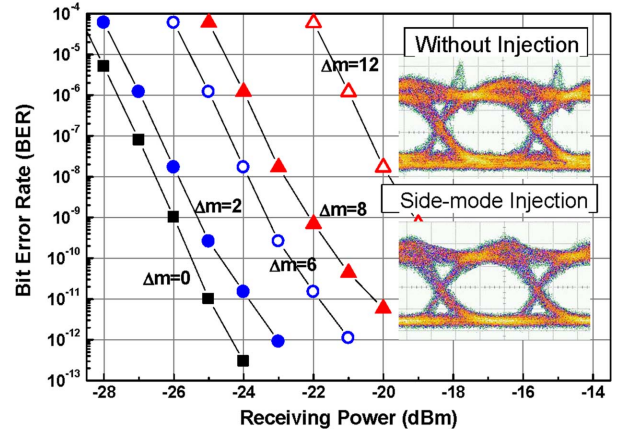 10⁻⁴
10⁻⁵
10⁻⁶
10⁻⁷
10⁻⁸
10⁻⁹
10⁻¹⁰
10⁻¹¹
10⁻¹²
10⁻¹³
Bit Error Rate (BER)
Δm=12
Without Injection
Δm=2
Δm=8
Side-mode Injection
Δm=0
Δm=6
-28 -26 -24 -22 -20 -18 -16 -14
Receiving Power (dBm)